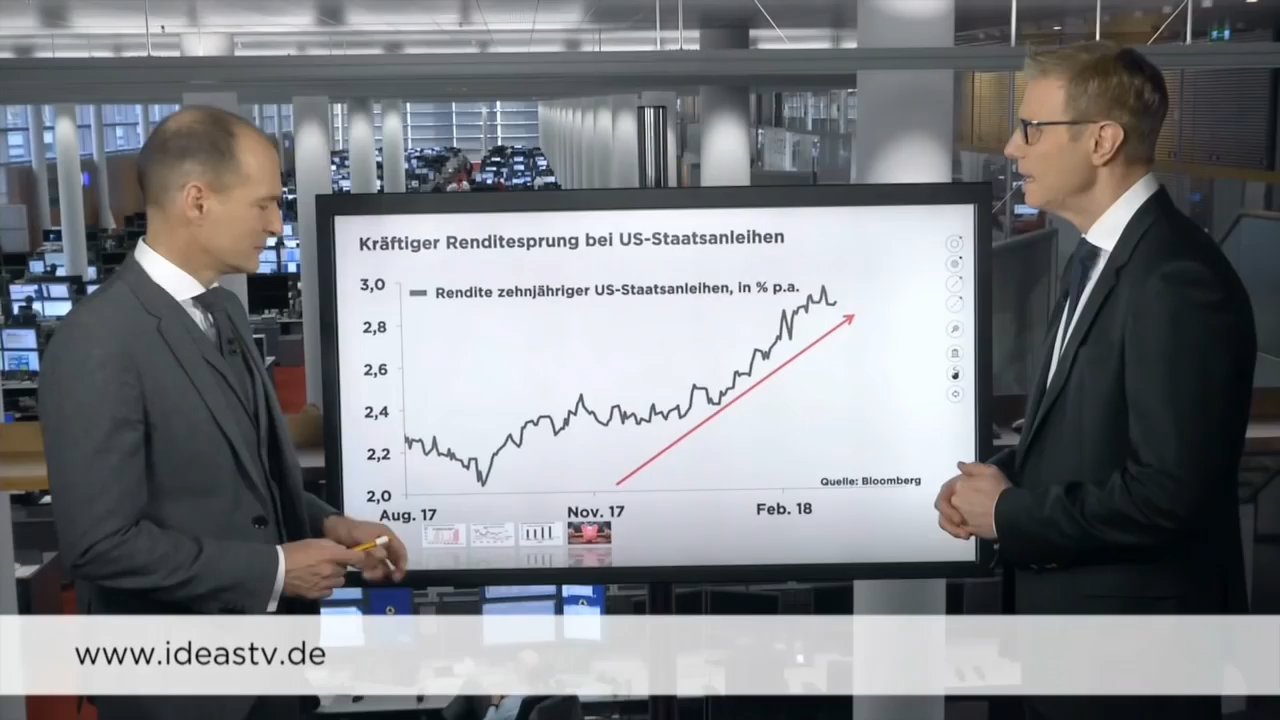 Kräftiger Renditesprung bei US-Staatsanleihen
3,0
Rendite zehnjähriger US-Staatsanleihen, in % p.a.
2,8
2,6
2,4
2,2
2,0
Quelle: Bloomberg
Aug. 17
Nov. 17
Feb. 18
www.ideastv.de